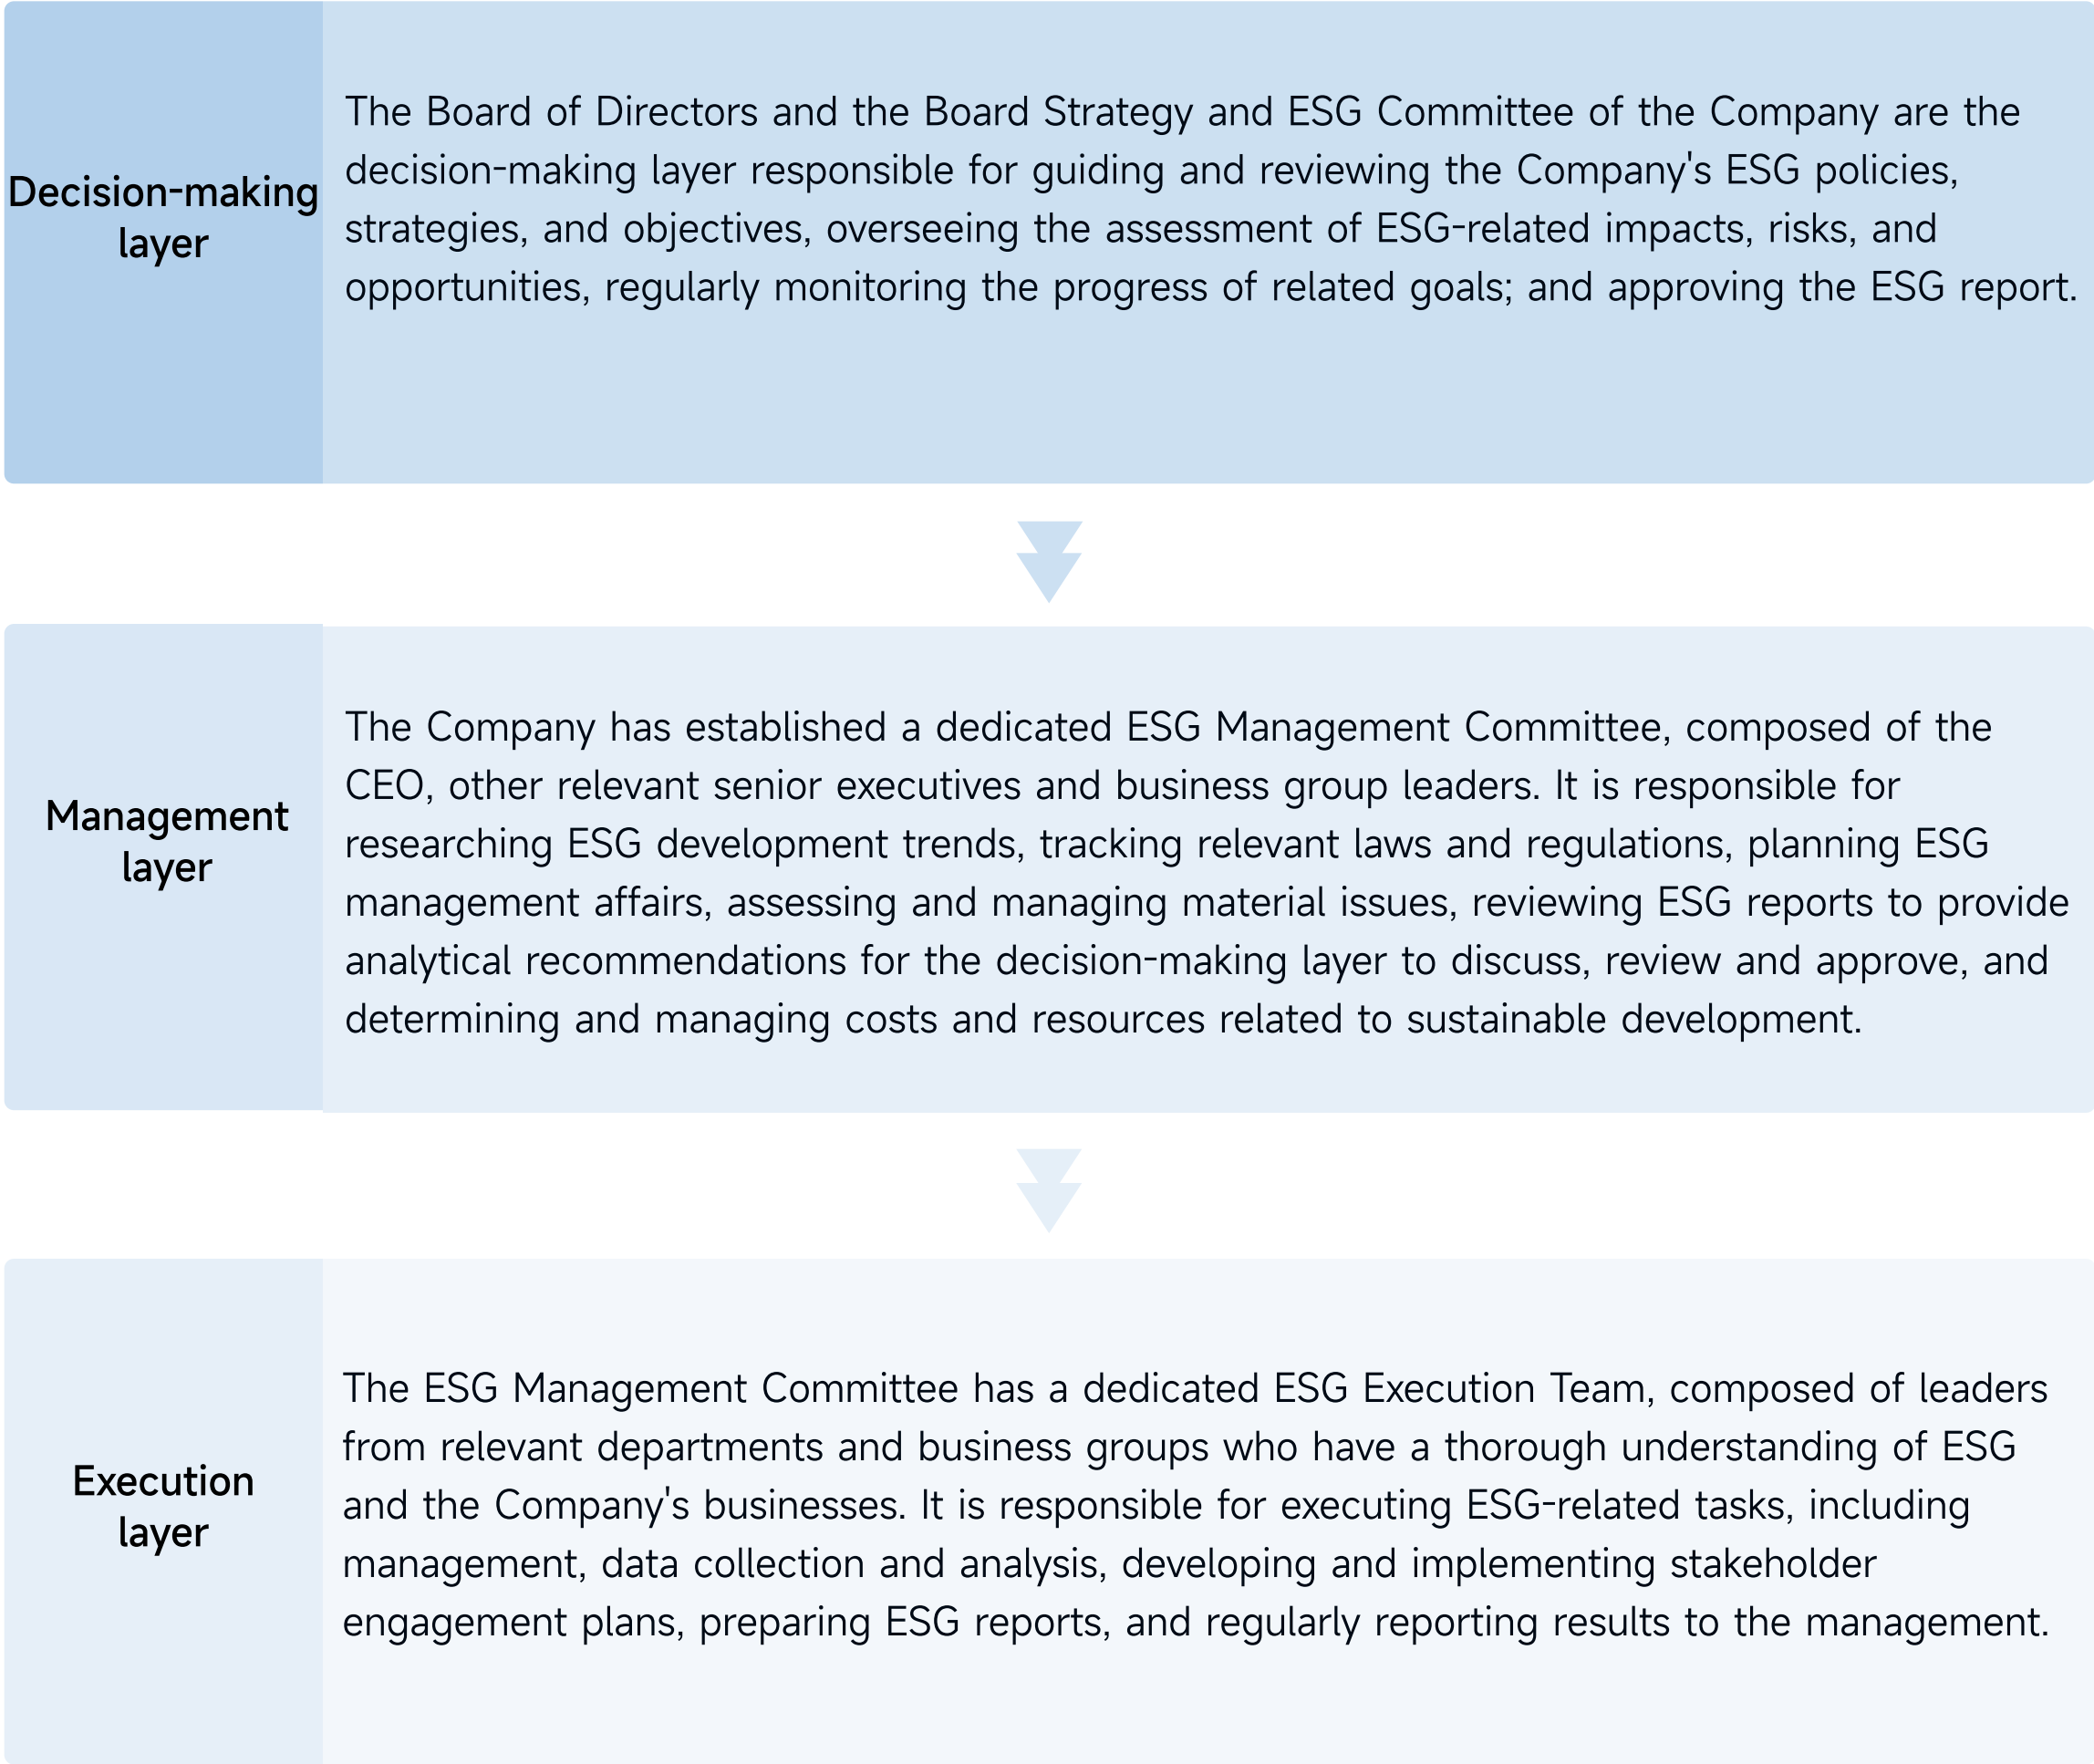 Decision-making
layer
The Board of Directors and the Board Strategy and ESG Committee of the Company are the
decision-making layer responsible for guiding and reviewing the Company's ESG policies,
strategies, and objectives, overseeing the assessment of ESG-related impacts, risks, and
opportunities, regularly monitoring the progress of related goals; and approving the ESG report.
Management
layer
The Company has established a dedicated ESG Management Committee, composed of the
CEO, other relevant senior executives and business group leaders. It is responsible for
researching ESG development trends, tracking relevant laws and regulations, planning ESG
management affairs, assessing and managing material issues, reviewing ESG reports to provide
analytical recommendations for the decision-making layer to discuss, review and approve, and
determining and managing costs and resources related to sustainable development.
Execution
layer
The ESG Management Committee has a dedicated ESG Execution Team, composed of leaders
from relevant departments and business groups who have a thorough understanding of ESG
and the Company's businesses. It is responsible for executing ESG-related tasks, including
management, data collection and analysis, developing and implementing stakeholder
engagement plans, preparing ESG reports, and regularly reporting results to the management.